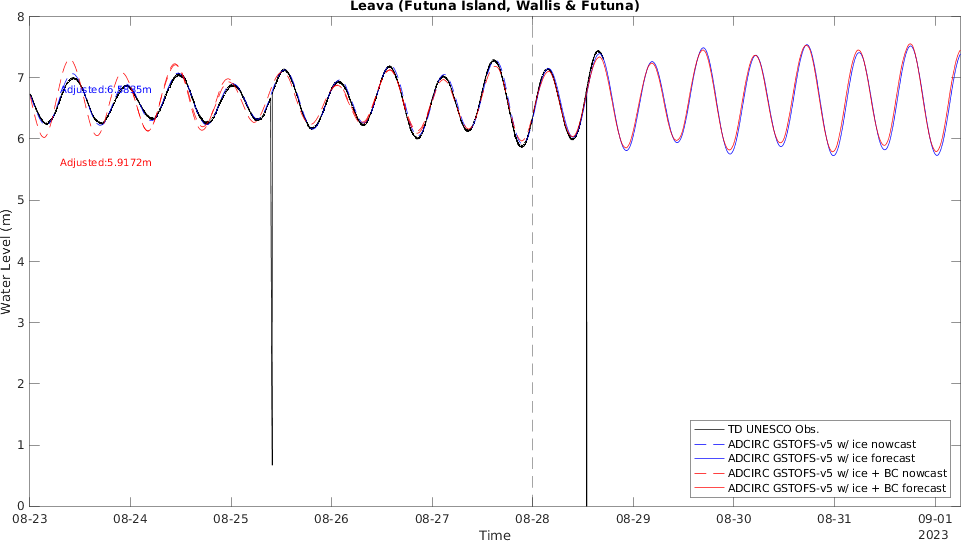 Leava (Futuna Island, Wallis & Futuna)
8
7
6
5
4
3
2
1
0
Water Level (m)
Adjusted:5.9172m
TD UNESCO Obs.
ADCIRC GSTOFS-v5 w/ ice nowcast
ADCIRC GSTOFS-v5 w/ ice forecast
ADCIRC GSTOFS-v5 w/ ice + BC nowcast
ADCIRC GSTOFS-v5 w/ ice + BC forecast
08-23 08-24 08-25 08-26 08-27 08-28 08-29 08-30 08-31 09-01
Time
2023